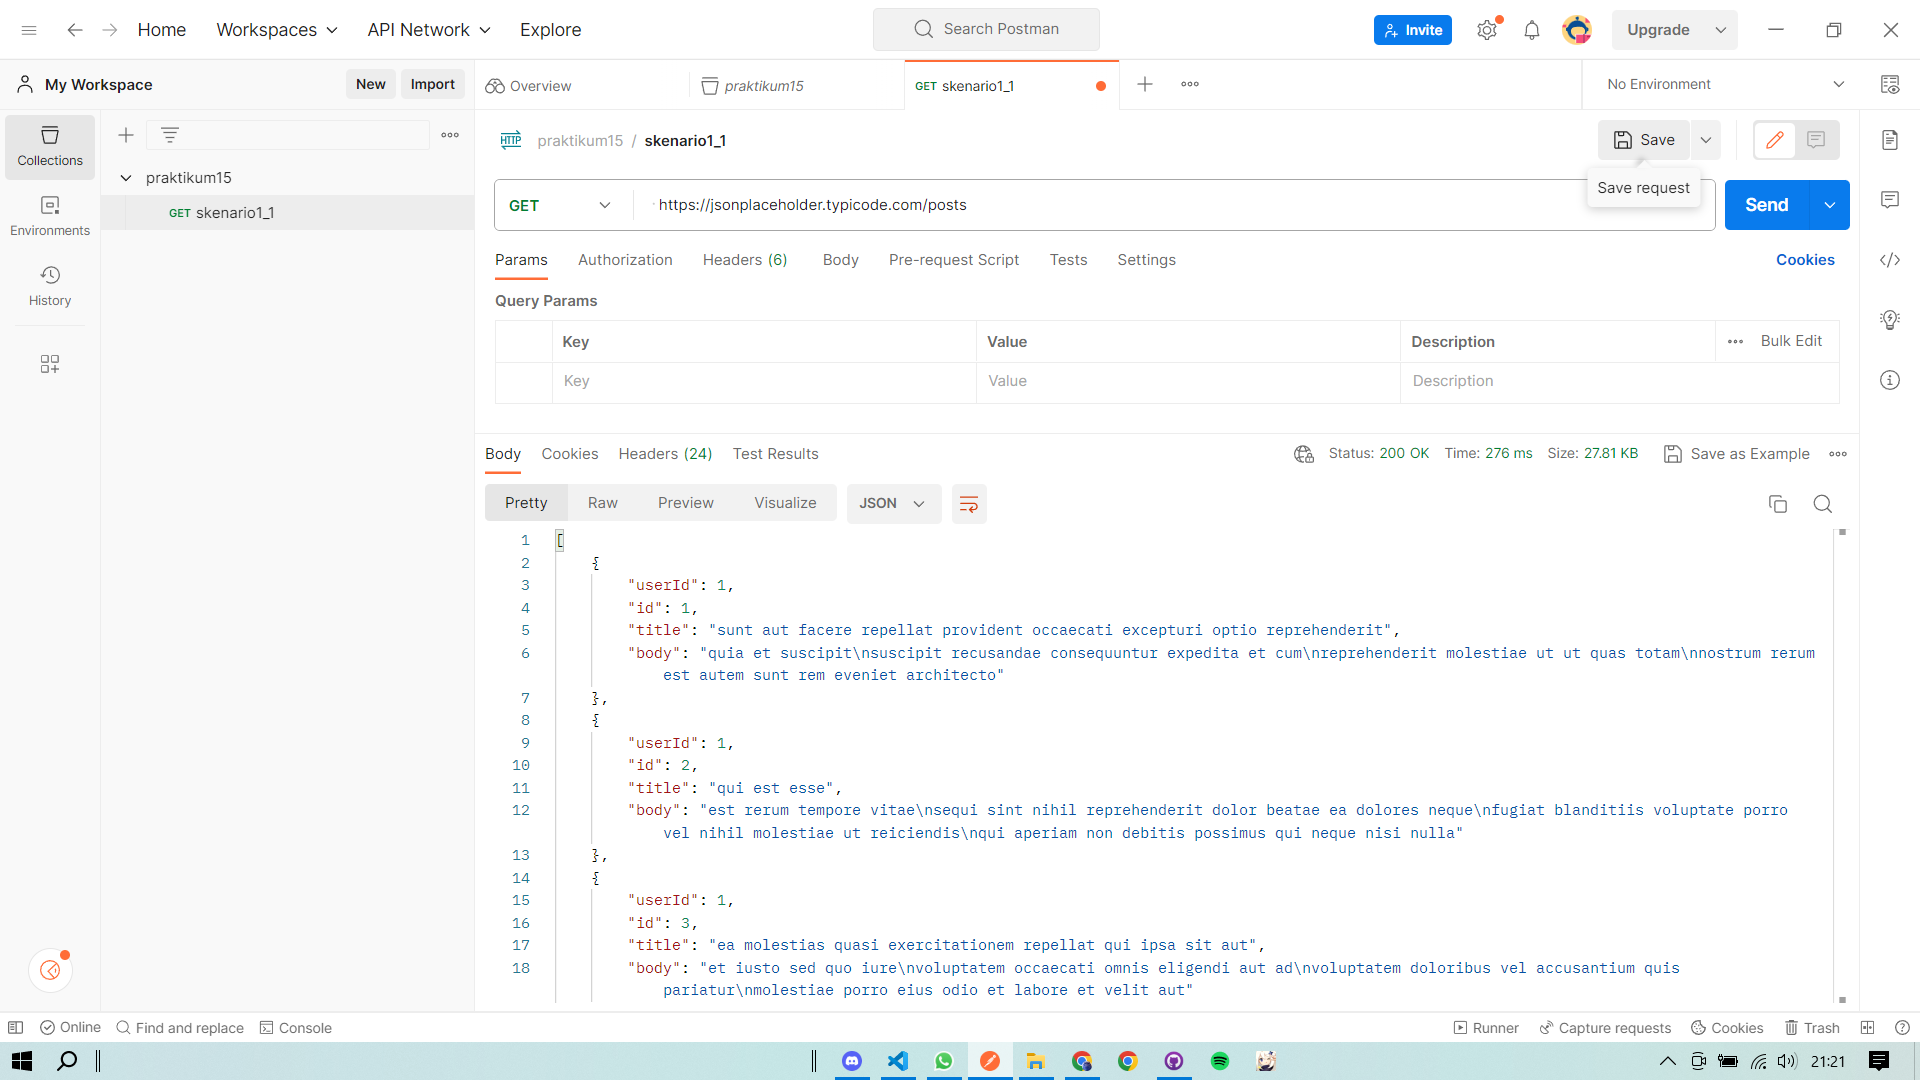 Home Workspaces API Network Explore Search Postman Invite Upgrade
My Workspace New Import Overview praktikum15 GET skenario1_1 No Environment
Collections
Environments
History
praktikum15
GET skenario1_1
HTTP praktikum15 / skenario1_1 Save
Save request
GET https://jsonplaceholder.typicode.com/posts Send
Params Authorization Headers (6) Body Pre-request Script Tests Settings Cookies
Query Params
Key Value Description Bulk Edit
Key Value Description
Body Cookies Headers (24) Test Results Status: 200 OK Time: 276 ms Size: 27.81 KB Save as Example
Pretty Raw Preview Visualize JSON
1 [
2 {
3 "userId": 1,
4 "id": 1,
5 "title": "sunt aut facere repellat provident occaecati excepturi optio reprehenderit",
6 "body": "quia et suscipit\nsuscipit recusandae consequuntur expedita et cum\nreprehenderit molestiae ut ut quas totam\nnostrum rerum
est autem sunt rem eveniet architecto"
7 },
8 {
9 "userId": 1,
10 "id": 2,
11 "title": "qui est esse",
12 "body": "est rerum tempore vitae\nsequi sint nihil reprehenderit dolor beatae ea dolores neque\nfugiat blanditiis voluptate porro
vel nihil molestiae ut reiciendis\nqui aperiam non debitis possimus qui neque nisi nulla"
13 },
14 {
15 "userId": 1,
16 "id": 3,
17 "title": "ea molestias quasi exercitationem repellat qui ipsa sit aut",
18 "body": "et iusto sed quo iure\nvoluptatem occaecati omnis eligendi aut ad\nvoluptatem doloribus vel accusantium quis
pariatur\nmolestiae porro eius odio et labore et velit aut"
Online Find and replace Console Runner Capture requests Cookies Trash
21:21